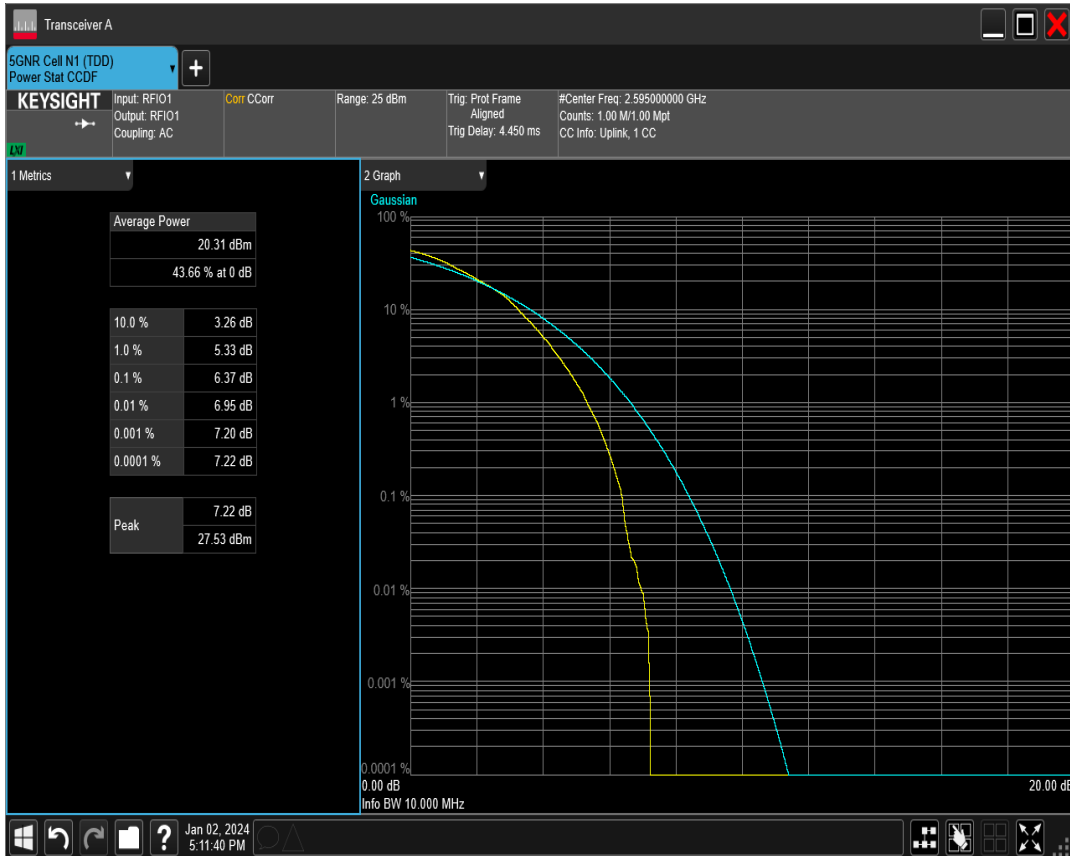 Transceiver A
5GNR Cell N1 (TDD)
Power Stat CCDF
+
KEYSIGHT
LXI
Input: RFIO1
Output: RFIO1
Coupling: AC
Corr CCorr
Range: 25 dBm
Trig: Prot Frame
Aligned
Trig Delay: 4.450 ms
#Center Freq: 2.595000000 GHz
Counts: 1.00 M/1.00 Mpt
CC Info: Uplink, 1 CC
1 Metrics
Average Power
20.31 dBm
43.66 % at 0 dB
10.0 % 3.26 dB
1.0 % 5.33 dB
0.1 % 6.37 dB
0.01 % 6.95 dB
0.001 % 7.20 dB
0.0001 % 7.22 dB
Peak
7.22 dB
27.53 dBm
2 Graph
Gaussian
100 %
10 %
1 %
0.1 %
0.01 %
0.001 %
0.0001 %
0.00 dB 20.00 dB
Info BW 10.000 MHz
?
Jan 02, 2024
5:11:40 PM